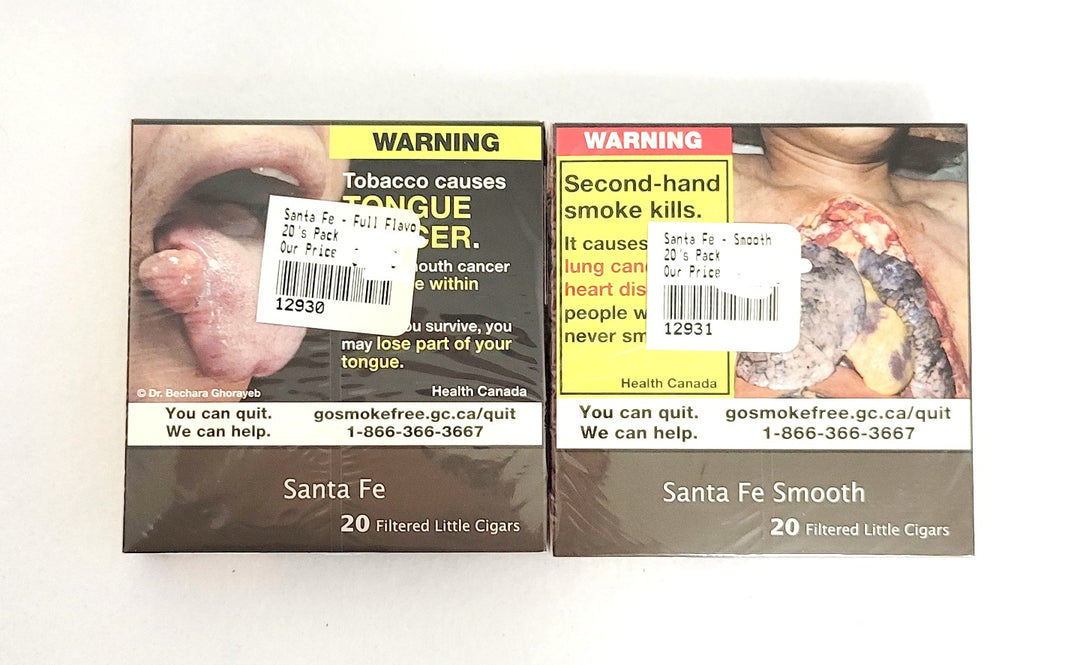 WARNING
Tobacco causes
TONGUE
CER.
Santa Fe - Full Flavo
20's Pack
Our Price
12930
mouth cancer
e within
ou survive, you
may lose part of your
tongue.
© Dr. Bechara Ghorayeb
Health Canada
You can quit.
We can help.
gosmokefree.gc.ca/quit
1-866-366-3667
Santa Fe
20 Filtered Little Cigars
WARNING
Second-hand
smoke kills.
It causes
lung can
heart dis
people w
never sm
Santa Fe - Smooth
20's Pack
Our Price
12931
Health Canada
You can quit.
We can help.
gosmokefree.gc.ca/quit
1-866-366-3667
Santa Fe Smooth
20 Filtered Little Cigars